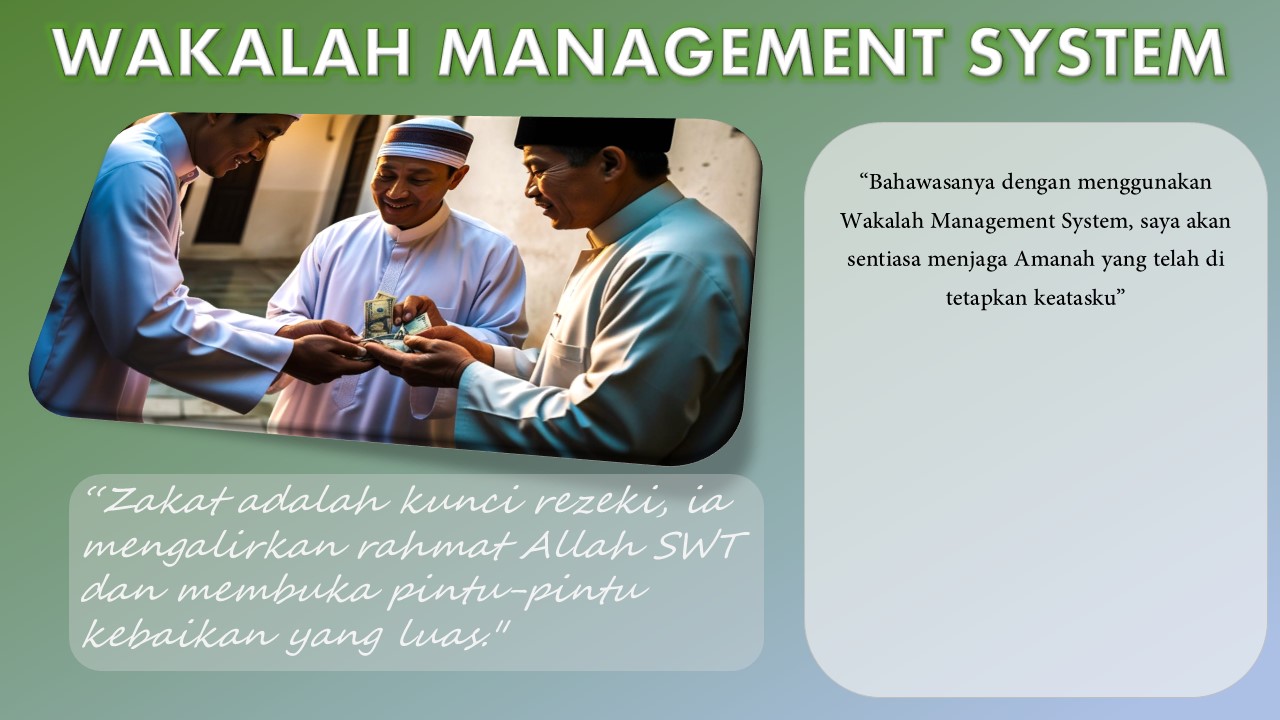 WAKALAH MANAGEMENT SYSTEM
“Bahawasanya dengan menggunakan
Wakalah Management System, saya akan
sentiasa menjaga Amanah yang telah di
tetapkan keatasku”
“Zakat adalah kunci rezeki, ia
mengalirkan rahmat Allah SWT
dan membuka pintu-pintu
kebaikan yang luas."